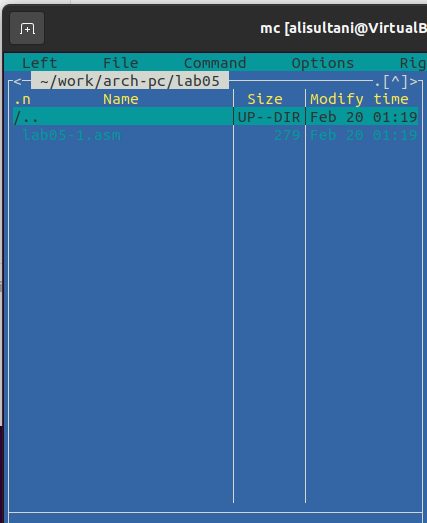 mc [alisultani@VirtualB
Left File Command Options Rig
<─ ~/work/arch-pc/lab05 ─.[^]>
.n Name Size Modify time
/.. UP--DIR Feb 20 01:19
lab05-1.asm 279 Feb 20 01:19